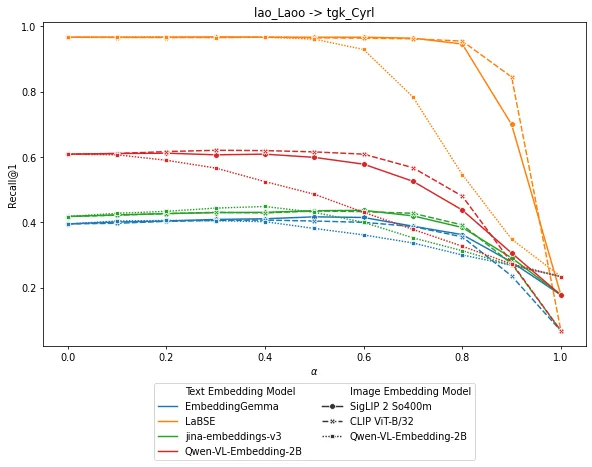 lao_Laoo -> tgk_Cyrl
1.0
0.8
0.6
0.4
0.2
Recall@1
0.0 0.2 0.4 0.6 0.8 1.0
α
Text Embedding Model Image Embedding Model
EmbeddingGemma SigLIP 2 So400m
LaBSE CLIP ViT-B/32
jina-embeddings-v3 Qwen-VL-Embedding-2B
Qwen-VL-Embedding-2B